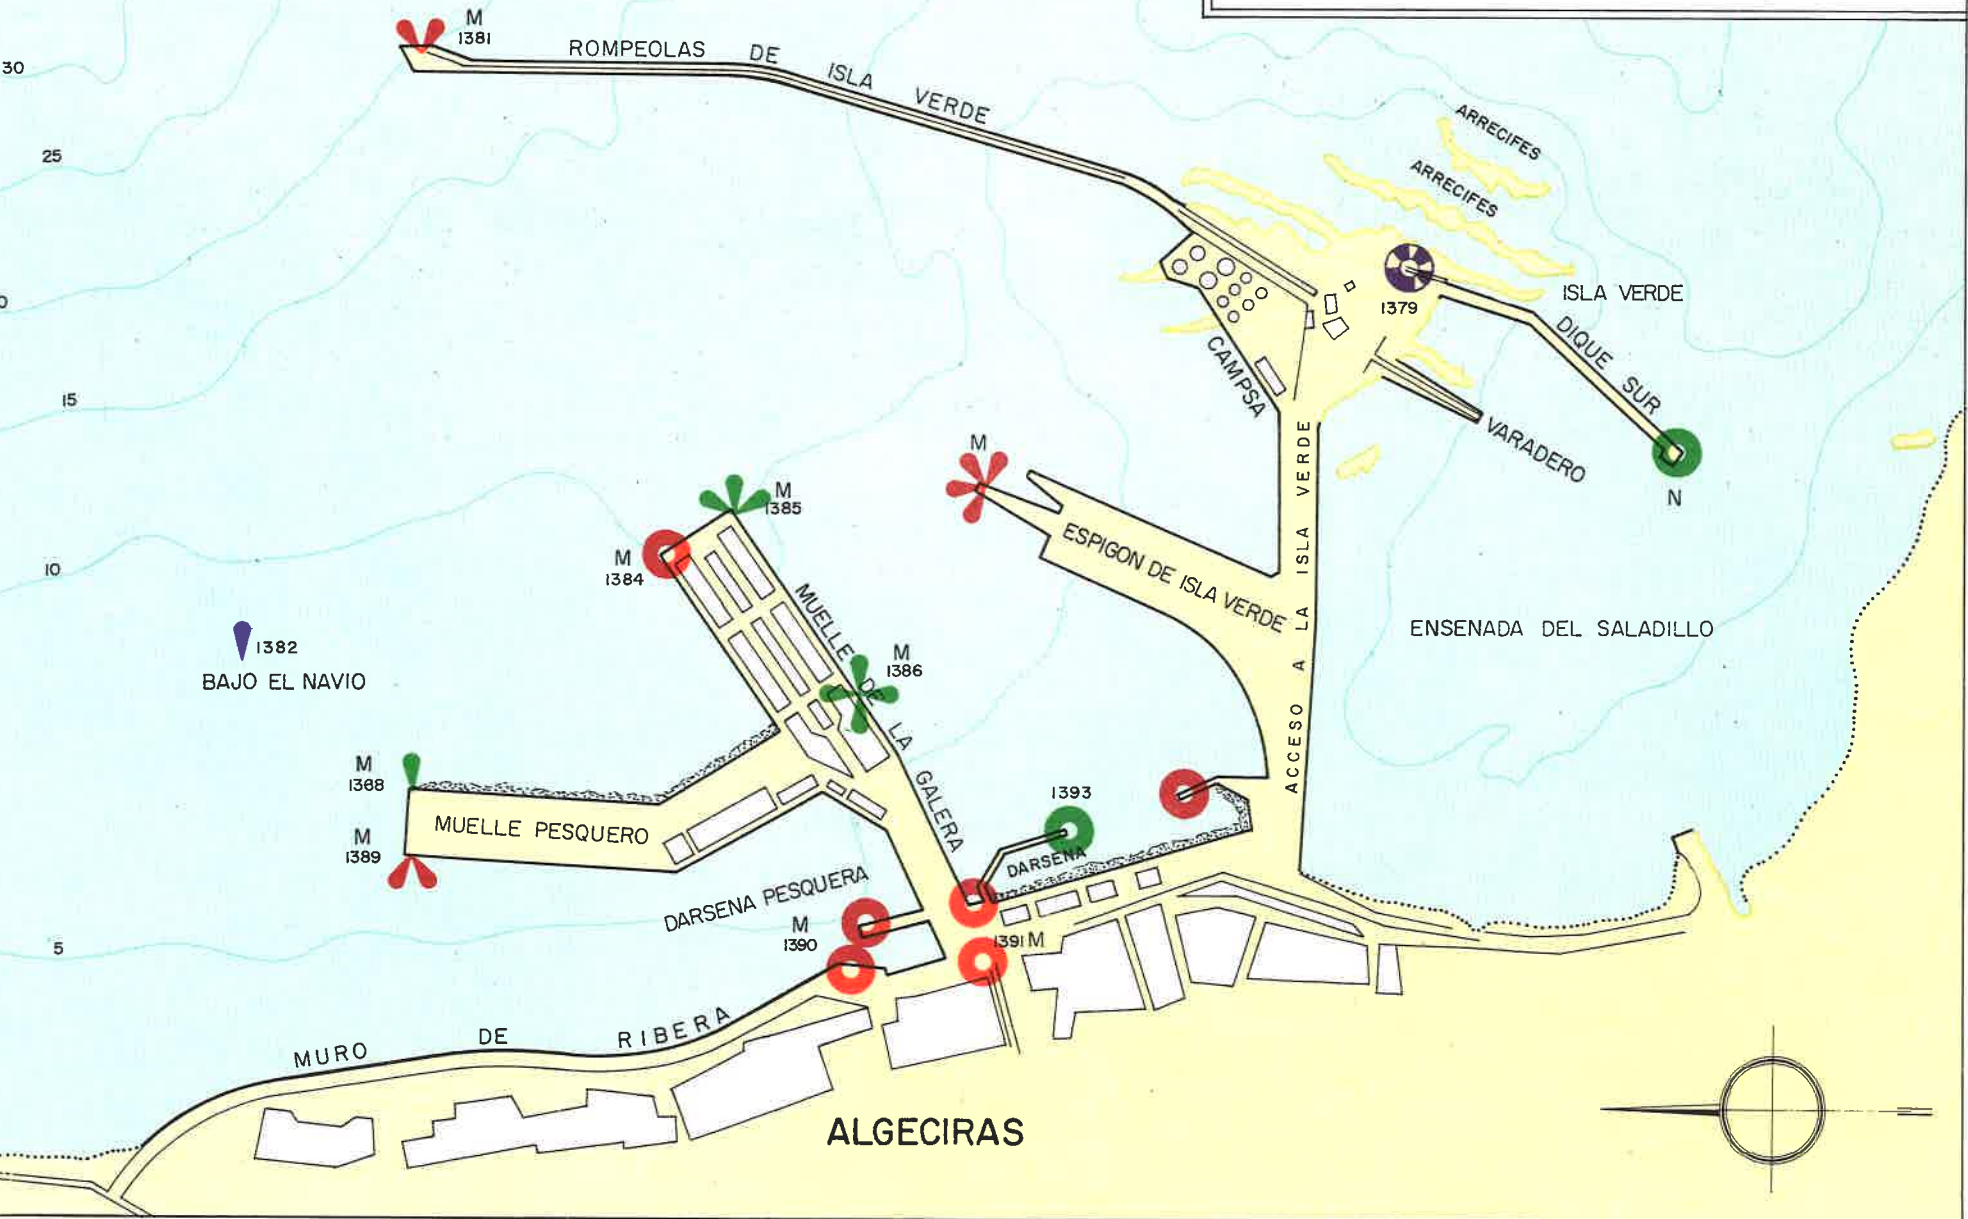 M
1381
ROMPEOLAS DE ISLA VERDE
30
25
ARRECIFES
ARRECIFES
1379
ISLA VERDE
DIQUE SUR
CAMPSA
15
VARADERO
N
M
M
1385
ESPIGON DE ISLA VERDE
ACCESO A LA ISLA VERDE
M
1384
10
MUELLE DE LA GALERA
ENSENADA DEL SALADILLO
1382
BAJO EL NAVIO
M
1386
M
1388
MUELLE PESQUERO
M
1389
1393
DARSENA
DARSENA PESQUERA
M
1390
1391 M
5
MURO DE RIBERA
ALGECIRAS